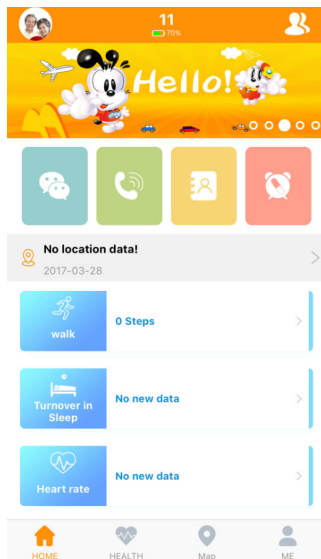 11
70%
Hello!
No location data!
2017-03-28
walk
0 Steps
Turnover in
Sleep
No new data
Heart rate
No new data
HOME
HEALTH
Map
ME